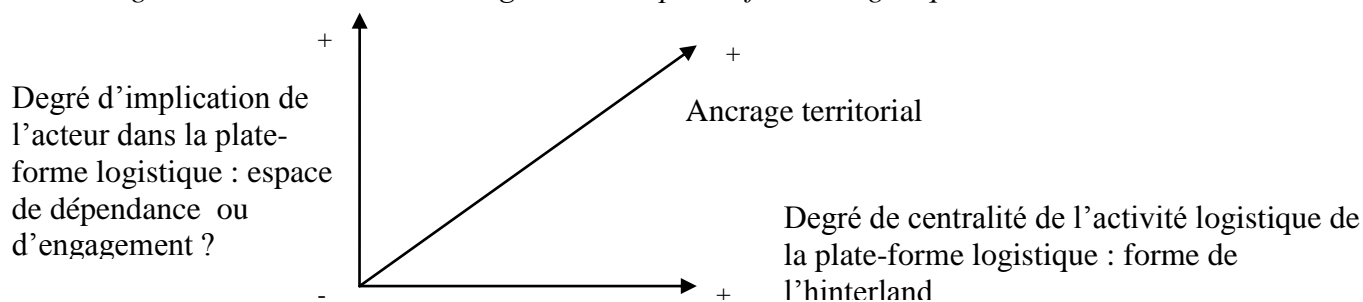 +
+
Degré d’implication de
l’acteur dans la plate-
forme logistique : espace
de dépendance ou
d’engagement ?
Ancrage territorial
Degré de centralité de l’activité logistique de
la plate-forme logistique : forme de
l’hinterland
-
+